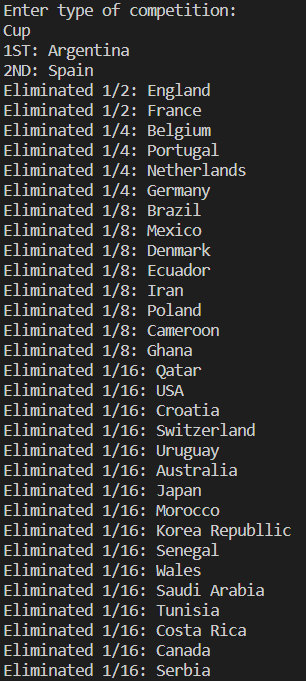 Enter type of competition:
Cup
1ST: Argentina
2ND: Spain
Eliminated 1/2: England
Eliminated 1/2: France
Eliminated 1/4: Belgium
Eliminated 1/4: Portugal
Eliminated 1/4: Netherlands
Eliminated 1/4: Germany
Eliminated 1/8: Brazil
Eliminated 1/8: Mexico
Eliminated 1/8: Denmark
Eliminated 1/8: Ecuador
Eliminated 1/8: Iran
Eliminated 1/8: Poland
Eliminated 1/8: Cameroon
Eliminated 1/8: Ghana
Eliminated 1/16: Qatar
Eliminated 1/16: USA
Eliminated 1/16: Croatia
Eliminated 1/16: Switzerland
Eliminated 1/16: Uruguay
Eliminated 1/16: Australia
Eliminated 1/16: Japan
Eliminated 1/16: Morocco
Eliminated 1/16: Korea Republlic
Eliminated 1/16: Senegal
Eliminated 1/16: Wales
Eliminated 1/16: Saudi Arabia
Eliminated 1/16: Tunisia
Eliminated 1/16: Costa Rica
Eliminated 1/16: Canada
Eliminated 1/16: Serbia